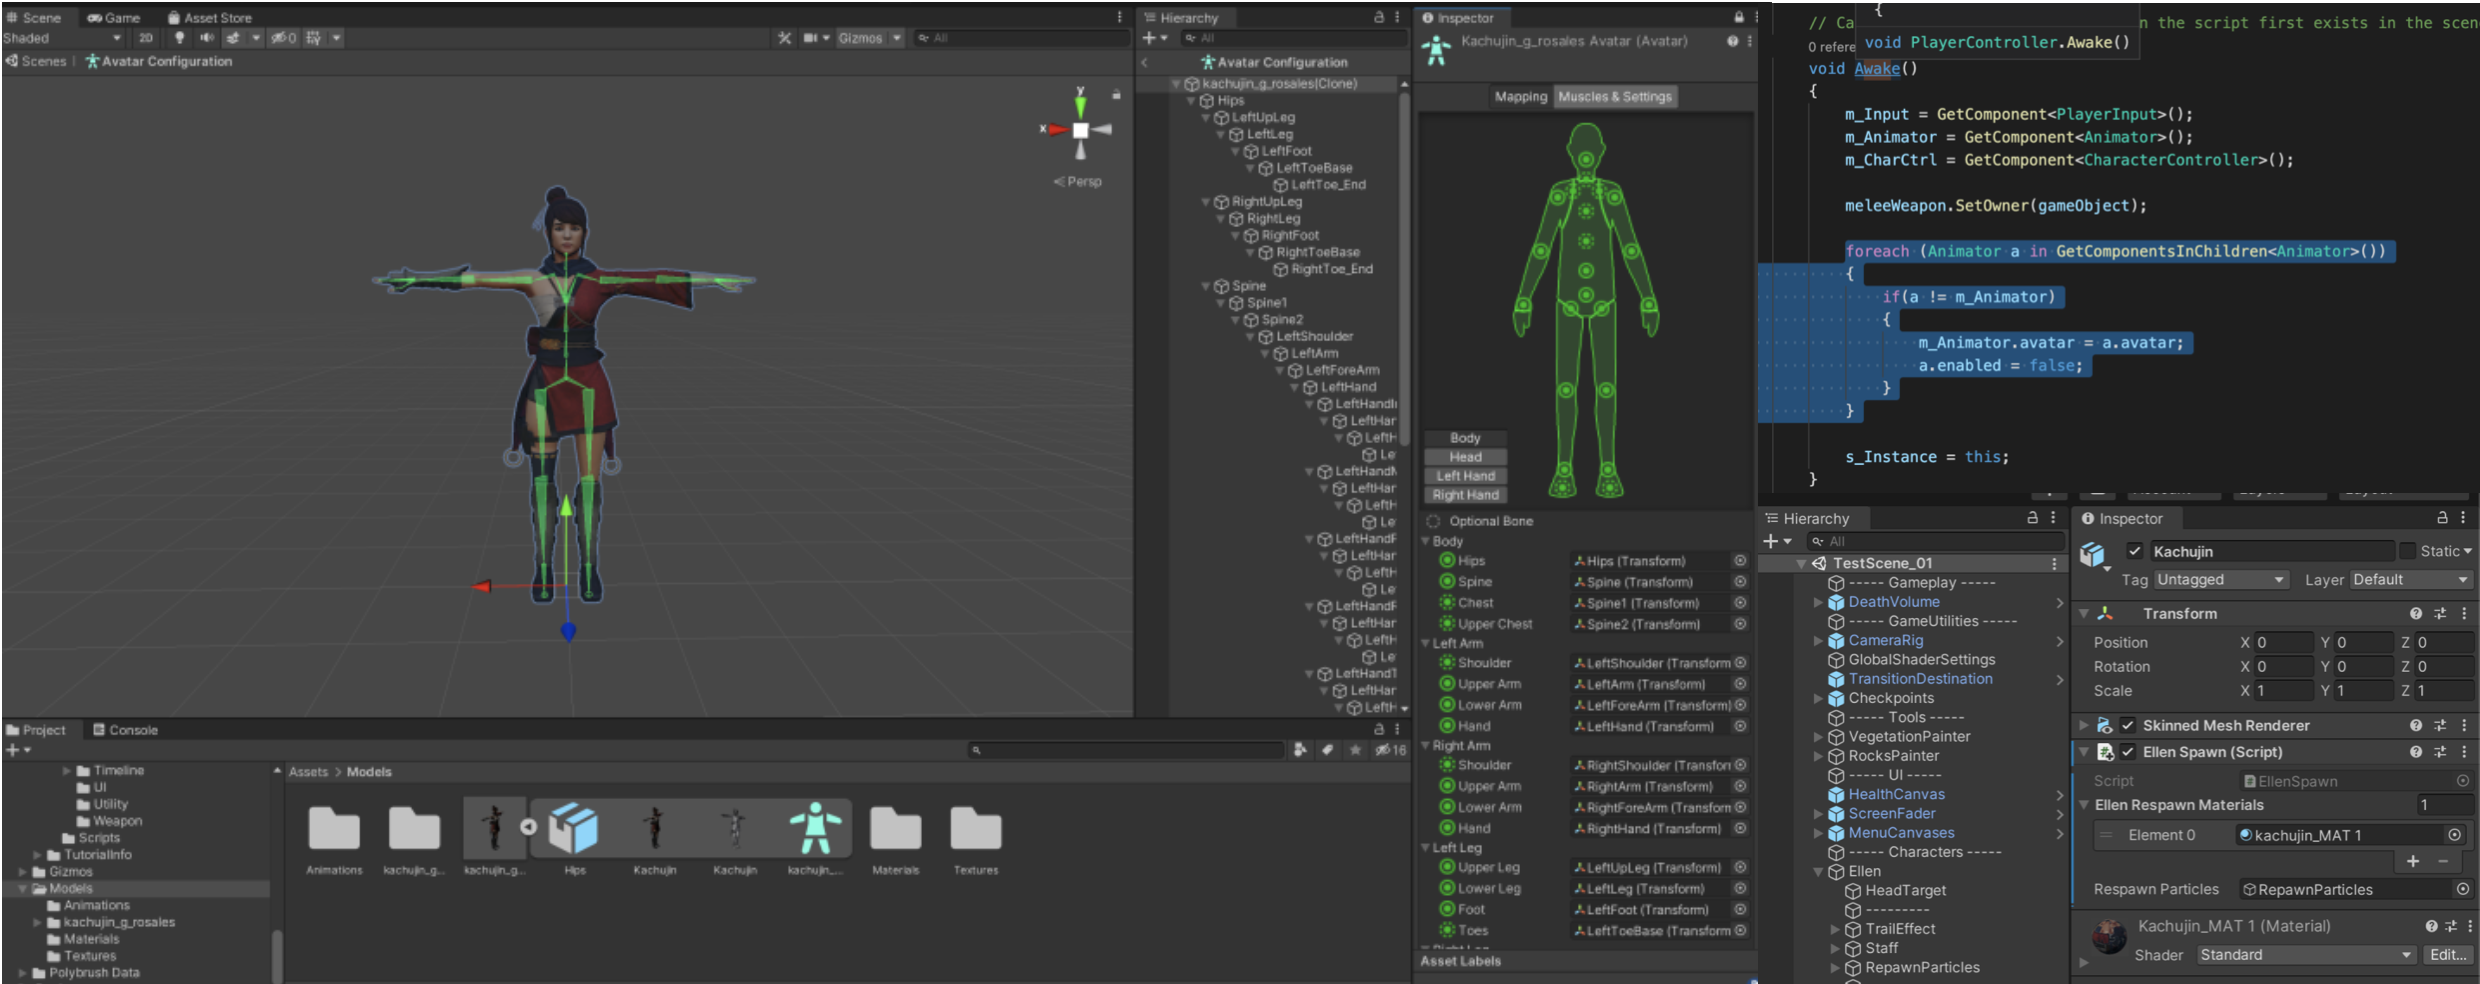 Scene
Game
Asset Store
Shaded
2D
0
Gizmos
All
Scenes
Avatar Configuration
y
x
Persp
Hierarchy
All
Avatar Configuration
kachujin_g_rosales(Clone)
Hips
LeftUpLeg
LeftLeg
LeftFoot
LeftToeBase
LeftToe_End
RightUpLeg
RightLeg
RightFoot
RightToeBase
RightToe_End
Spine
Spine1
Spine2
LeftShoulder
LeftArm
LeftForeArm
LeftHand
LeftHandI
LeftHar
LeftH
Le
LeftHandM
LeftHar
LeftH
Le
LeftHandF
LeftHar
LeftH
Le
LeftHandF
LeftHar
LeftH
Le
LeftHandT
LeftHar
LeftH
Inspector
Kachujin_g_rosales Avatar (Avatar)
Mapping
Muscles & Settings
Body
Head
Left Hand
Right Hand
Optional Bone
Body
Hips Hips (Transform)
Spine Spine (Transform)
Chest Spine1 (Transform)
Upper Chest Spine2 (Transform)
Left Arm
Shoulder LeftShoulder (Transform
Upper Arm LeftArm (Transform)
Lower Arm LeftForeArm (Transform)
Hand LeftHand (Transform)
Right Arm
Shoulder RightShoulder (Transfor
Upper Arm RightArm (Transform)
Lower Arm RightForeArm (Transform
Hand RightHand (Transform)
Left Leg
Upper Leg LeftUpLeg (Transform)
Lower Leg LeftLeg (Transform)
Foot LeftFoot (Transform)
Toes LeftToeBase (Transform
Asset Labels
Project
Console
16
Timeline
UI
Utility
Weapon
Scripts
TutorialInfo
Gizmos
Models
Animations
kachujin_g_rosales
Materials
Textures
Polybrush Data
Assets > Models
Animations
kachujin_g...
kachujin_g...
Hips
Kachujin
Kachujin
kachujin_...
Materials
Textures
{
// Ca
n the script first exists in the scen
0 refere
void PlayerController.Awake()
void Awake()
{
m_Input = GetComponent<PlayerInput>();
m_Animator = GetComponent<Animator>();
m_CharCtrl = GetComponent<CharacterController>();
meleeWeapon.SetOwner(gameObject);
foreach (Animator a in GetComponentsInChildren<Animator>())
{
if(a != m_Animator)
{
m_Animator.avatar = a.avatar;
a.enabled = false;
}
}
s_Instance = this;
}
Hierarchy
All
TestScene_01
----- Gameplay -----
DeathVolume
----- GameUtilities -----
CameraRig
GlobalShaderSettings
TransitionDestination
Checkpoints
----- Tools -----
VegetationPainter
RocksPainter
----- UI -----
HealthCanvas
ScreenFader
MenuCanvases
----- Characters -----
Ellen
HeadTarget
---------
TrailEffect
Staff
RepawnParticles
Inspector
Kachujin
Static
Tag Untagged
Layer Default
Transform
Position X 0 Y 0 Z 0
Rotation X 0 Y 0 Z 0
Scale X 1 Y 1 Z 1
Skinned Mesh Renderer
Ellen Spawn (Script)
Script EllenSpawn
Ellen Respawn Materials 1
Element 0 kachujin_MAT 1
Respawn Particles RepawnParticles
Kachujin_MAT 1 (Material)
Shader Standard Edit...